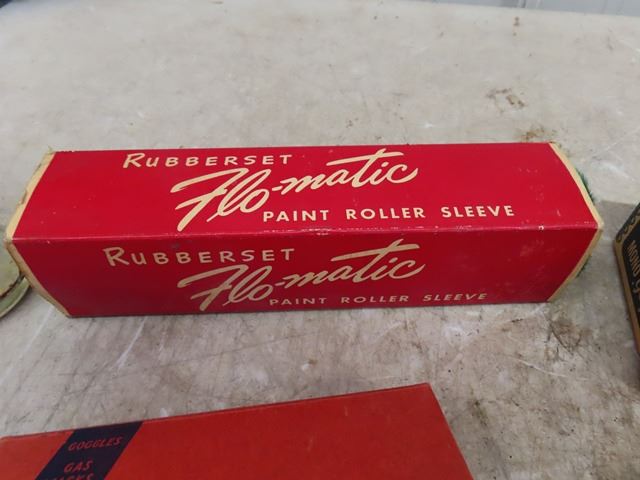 RUBBERSET
Flo-matic
PAINT ROLLER SLEEVE
RUBBERSET
Flo-matic
PAINT ROLLER SLEEVE
GOGGLES
GAS